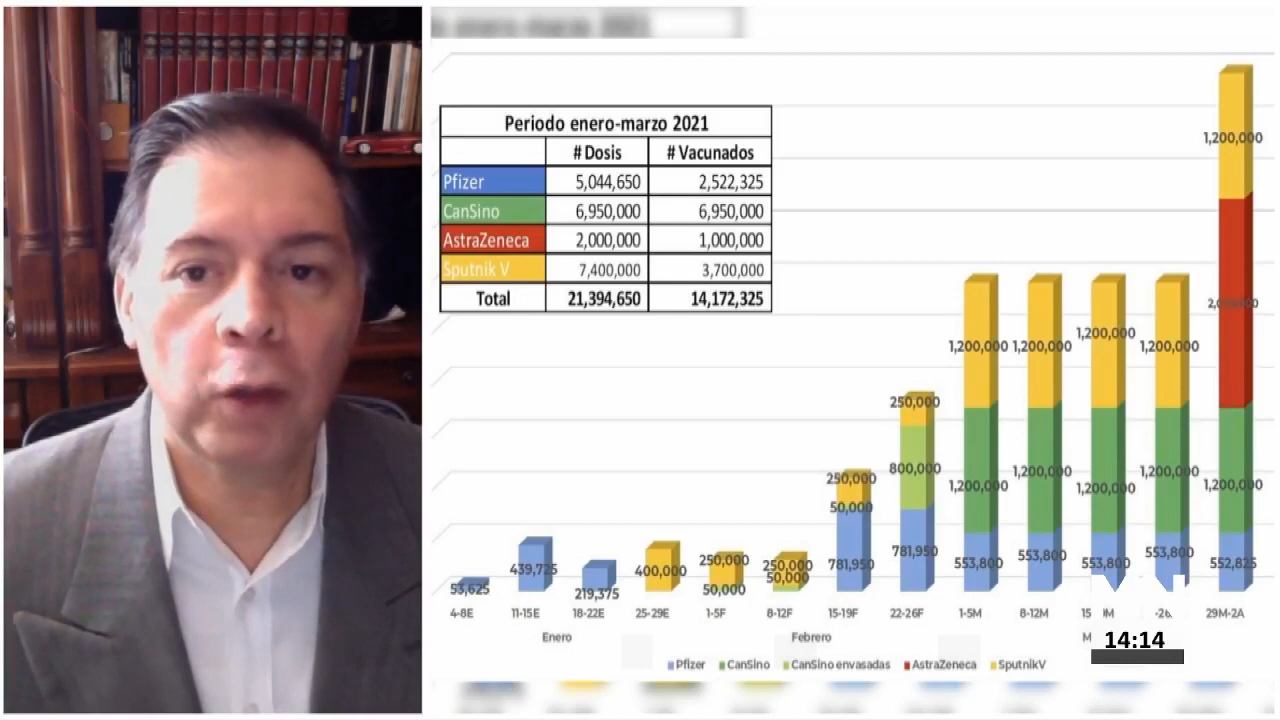 Periodo enero-marzo 2021
# Dosis # Vacunados
Pfizer 5,044,650 2,522,325
CanSino 6,950,000 6,950,000
AstraZeneca 2,000,000 1,000,000
Sputnik V 7,400,000 3,700,000
Total 21,394,650 14,172,325
1,200,000
1,200,000 1,200,000 1,200,000 1,200,000
250,000
800,000
1,200,000 1,200,000 1,200,000 1,200,000 1,200,000
250,000
50,000
53,625 439,725 219,375 400,000 250,000 250,000 781,950 781,950 553,800 553,800 553,800 553,800 552,825
50,000 50,000
4-8E 11-15E 18-22E 25-29E 1-5F 8-12F 15-19F 22-26F 1-5M 8-12M 29M-2A
Enero Febrero
14:14
Pfizer CanSino CanSino envasadas AstraZeneca SputnikV